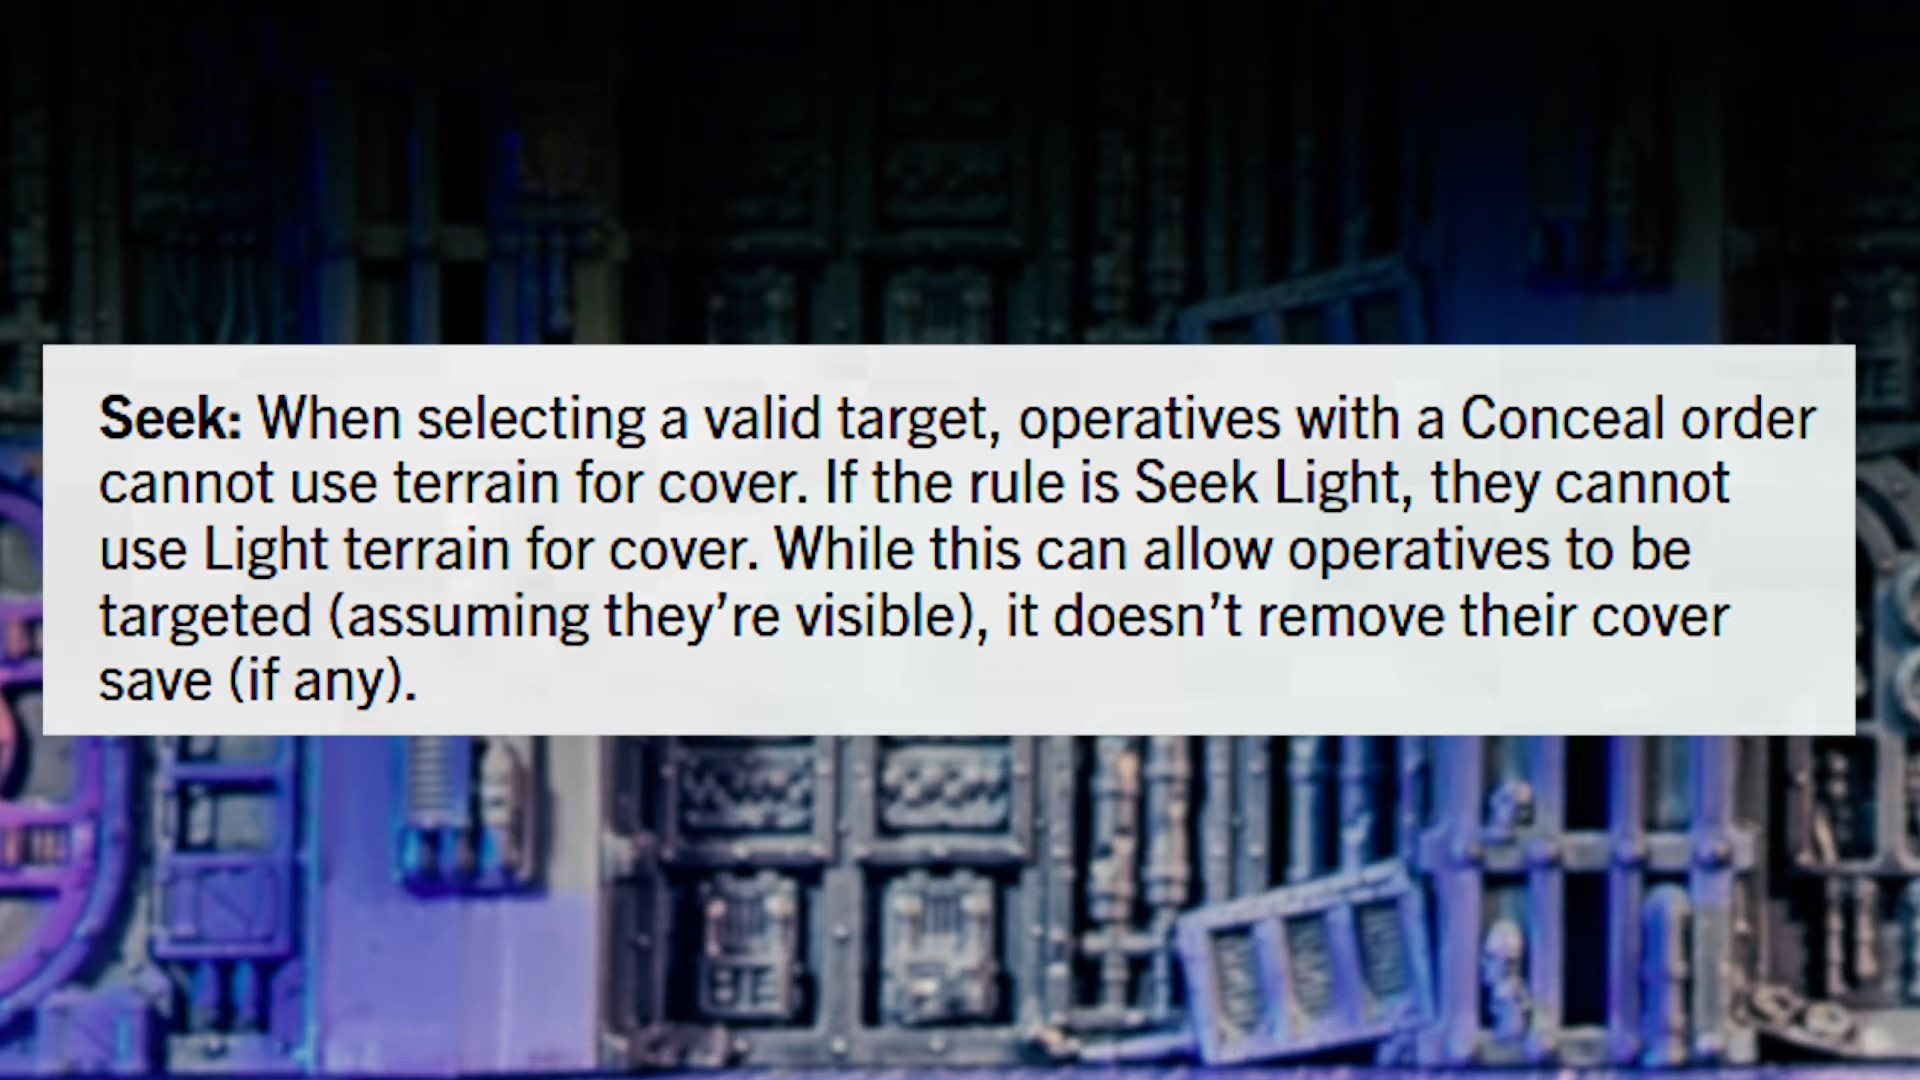 Seek: When selecting a valid target, operatives with a Conceal order
cannot use terrain for cover. If the rule is Seek Light, they cannot
use Light terrain for cover. While this can allow operatives to be
targeted (assuming they’re visible), it doesn’t remove their cover
save (if any).